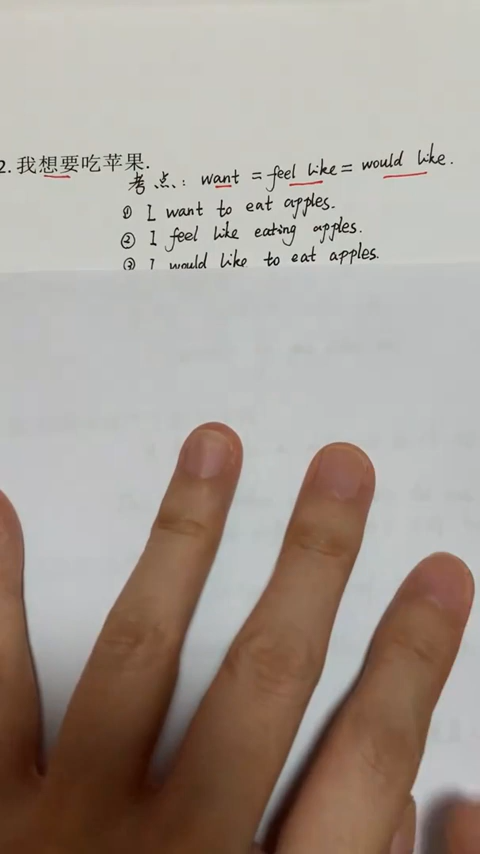 2. 我想要吃苹果.
考点: want = feel like = would like.
① I want to eat apples.
② I feel like eating apples.
③ I would like to eat apples.